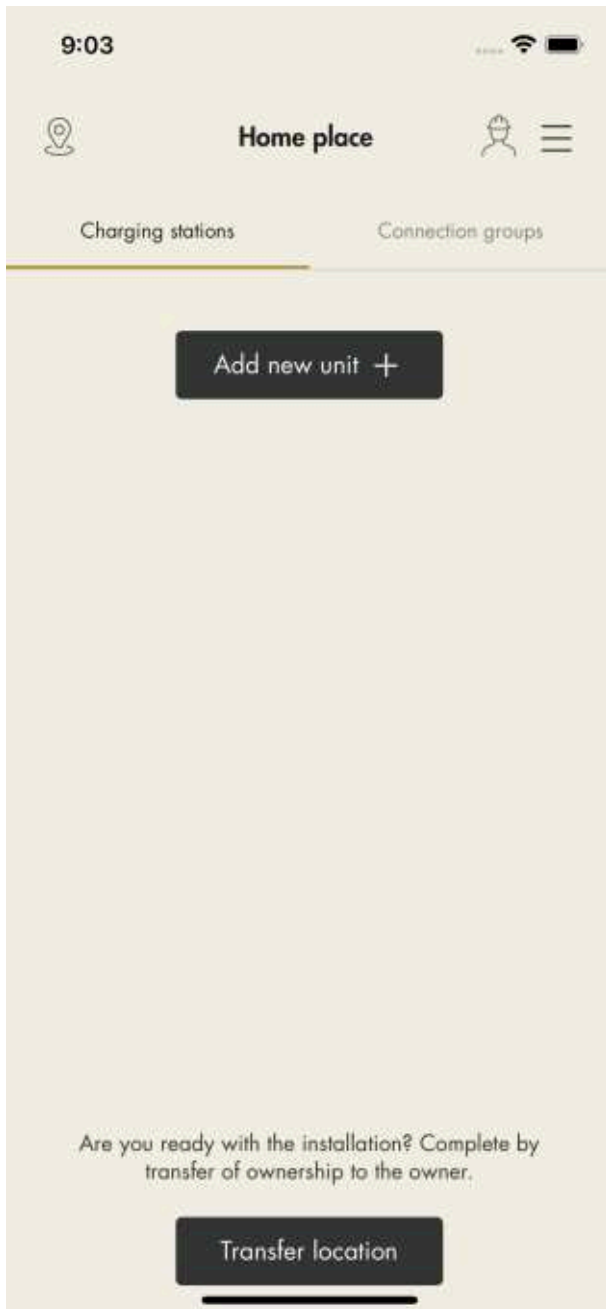 9:03
Home place
Charging stations
Connection groups
Add new unit +
Are you ready with the installation? Complete by
transfer of ownership to the owner.
Transfer location